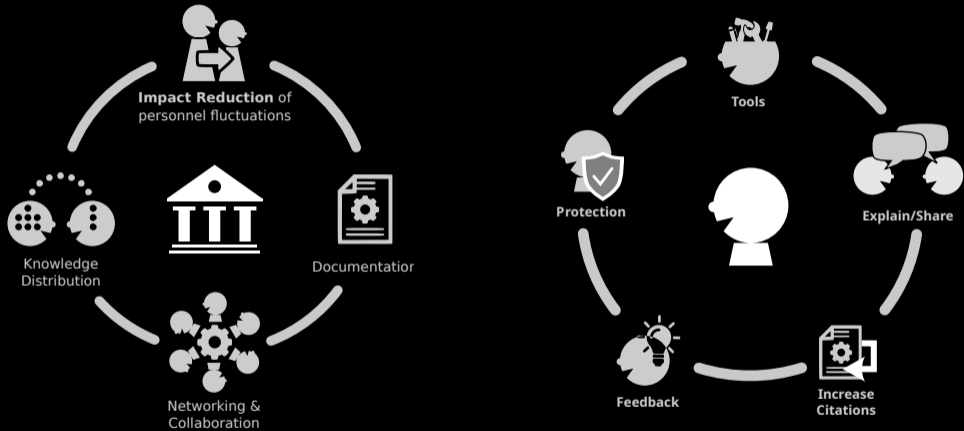 Impact Reduction of
personnel fluctuations
Knowledge
Distribution
Documentatior
Networking &
Collaboration
Tools
Protection
Explain/Share
Feedback
Increase
Citations